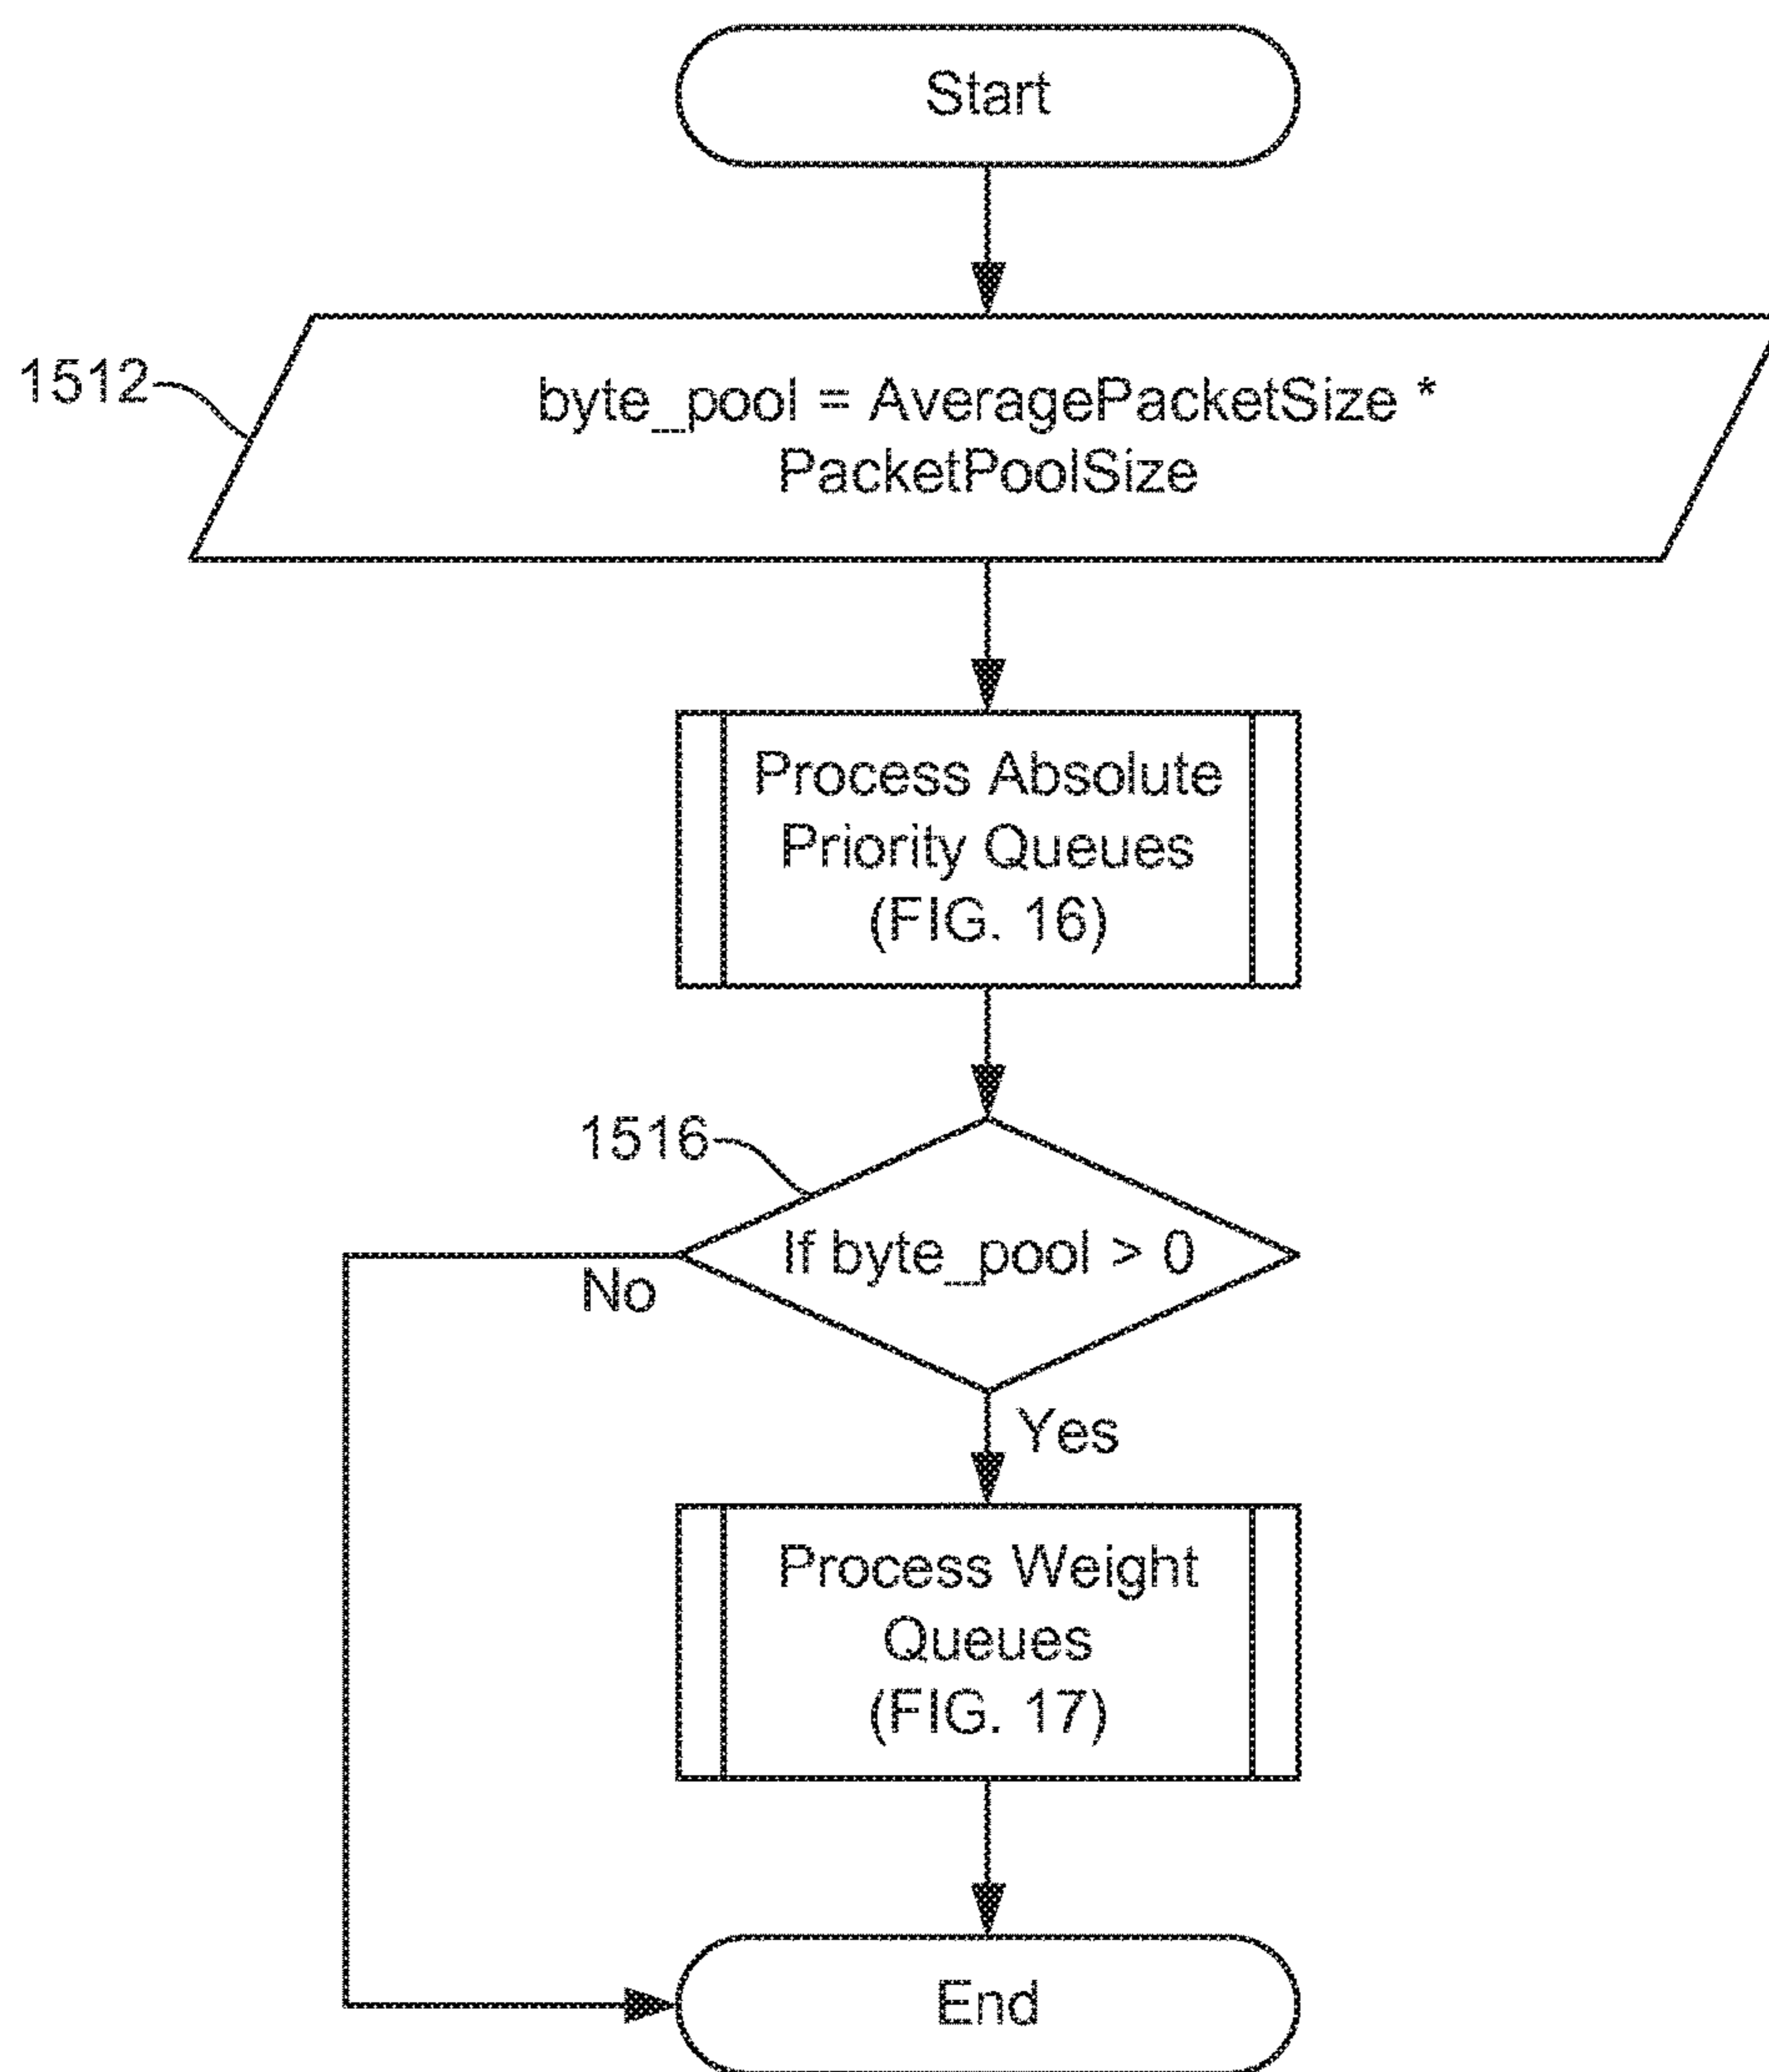 Start
1512
byte_pool = AveragePacketSize *
PacketPoolSize
Process Absolute
Priority Queues
(FIG. 16)
1516
If byte_pool > 0
No
Yes
Process Weight
Queues
(FIG. 17)
End